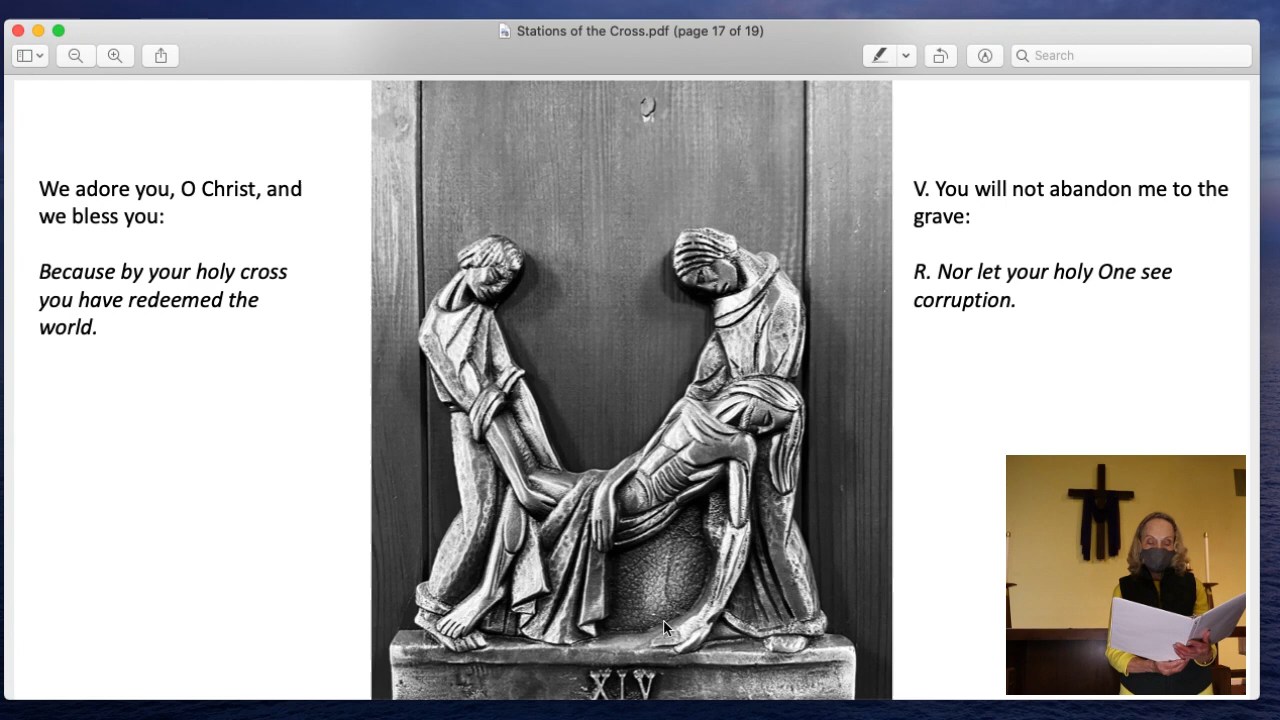 Stations of the Cross.pdf (page 17 of 19)
Search
We adore you, O Christ, and
we bless you:
Because by your holy cross
you have redeemed the
world.
XIV
V. You will not abandon me to the
grave:
R. Nor let your holy One see
corruption.